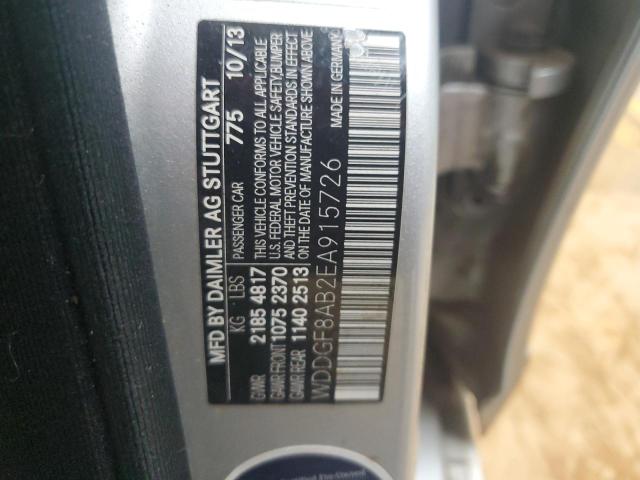 MFD BY DAIMLER AG STUTTGART
KG LBS PASSENGER CAR 775 10/13
GVWR 2185 4817 THIS VEHICLE CONFORMS TO ALL APPLICABLE
GAWR FRONT 1075 2370 U.S. FEDERAL MOTOR VEHICLE SAFETY/BUMPER
GAWR REAR 1140 2513 AND THEFT PREVENTION STANDARDS IN EFFECT
ON THE DATE OF MANUFACTURE SHOWN ABOVE.
WDDGF8AB2EA915726 MADE IN GERMANY